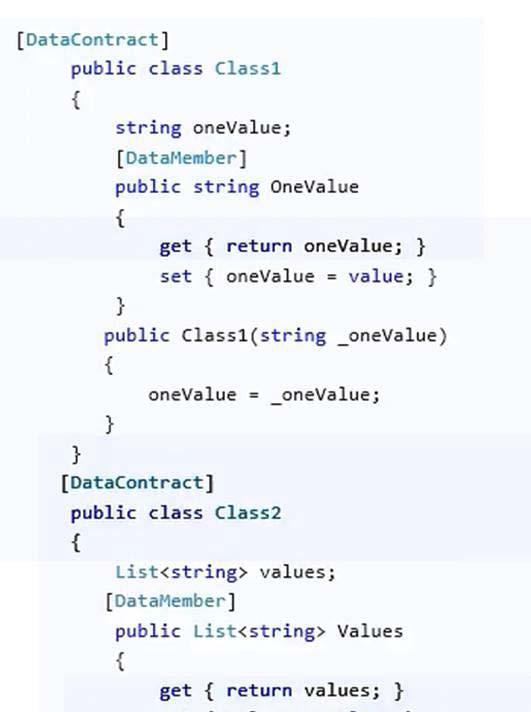 [DataContract]
public class Class1
{
string oneValue;
[DataMember]
public string OneValue
{
get { return oneValue; }
set { oneValue = value; }
}
public Class1(string _oneValue)
{
oneValue = _oneValue;
}
}
[DataContract]
public class Class2
{
List<string> values;
[DataMember]
public List<string> Values
{
get { return values; }